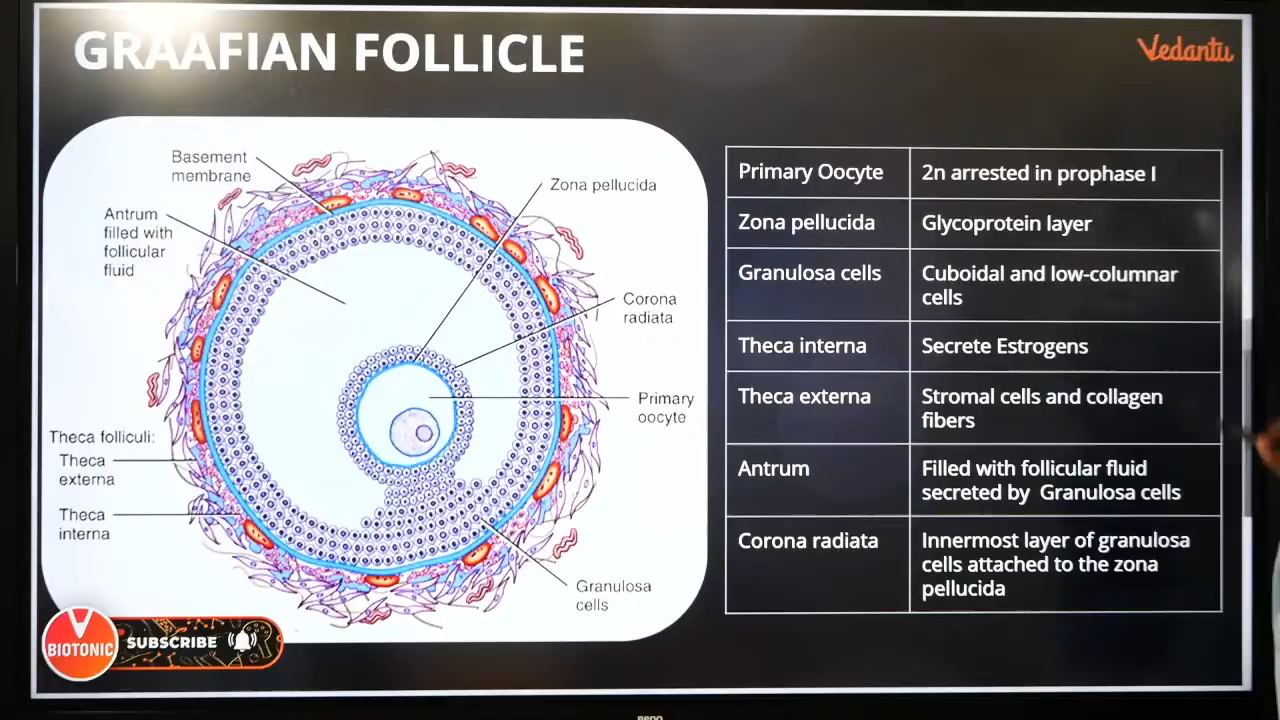 GRAAFIAN FOLLICLE
Vedantu
Basement
membrane
Antrum
filled with
follicular
fluid
Zona pellucida
Corona
radiata
Primary
oocyte
Theca folliculi:
Theca
externa
Theca
interna
Granulosa
cells
Primary Oocyte
2n arrested in prophase I
Zona pellucida
Glycoprotein layer
Granulosa cells
Cuboidal and low-columnar
cells
Theca interna
Secrete Estrogens
Theca externa
Stromal cells and collagen
fibers
Antrum
Filled with follicular fluid
secreted by Granulosa cells
Corona radiata
Innermost layer of granulosa
cells attached to the zona
pellucida
V
BIOTONIC
SUBSCRIBE